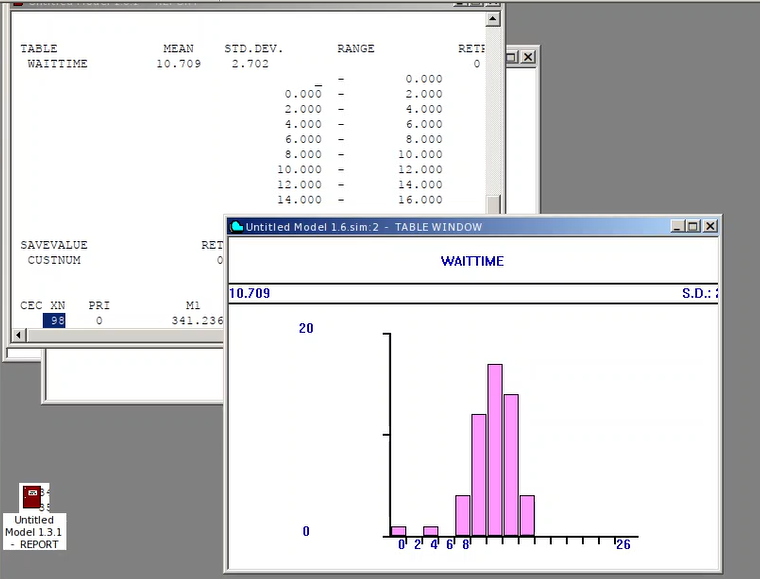 TABLE MEAN STD.DEV. RANGE RETR
WAITTIME 10.709 2.702 0
_ - 0.000
0.000 - 2.000
2.000 - 4.000
4.000 - 6.000
6.000 - 8.000
8.000 - 10.000
10.000 - 12.000
12.000 - 14.000
14.000 - 16.000
SAVEVALUE RET
CUSTNUM 0
CEC XN PRI M1
98 0 341.236
Untitled Model 1.6.sim:2 - TABLE WINDOW
WAITTIME
10.709 S.D.:
20
0
0 2 4 6 8 26
Untitled
Model 1.3.1
- REPORT